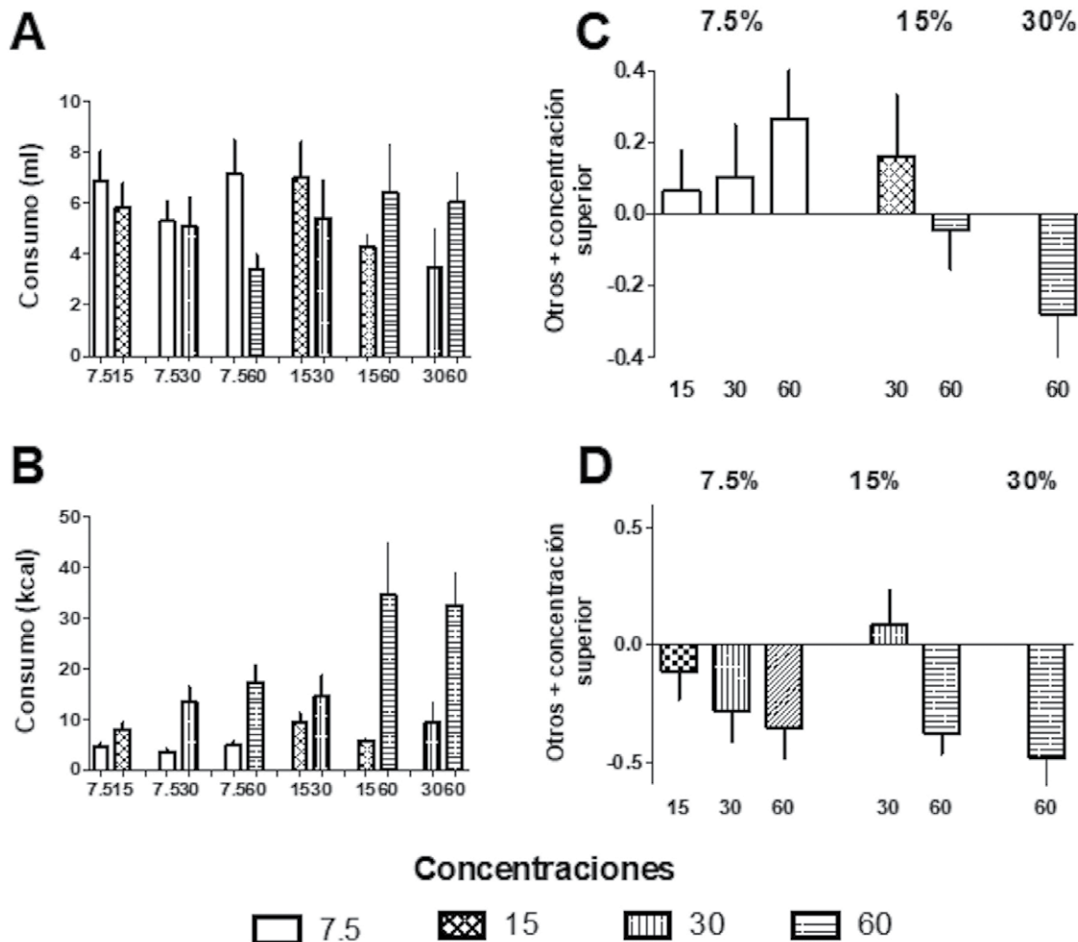 A
Consumo (ml)
10
8
6
4
2
0
7.515 7.530 7.560 1530 1560 3060
C
7.5% 15% 30%
Otros + concentración
superior
0.4
0.2
0.0
-0.2
-0.4
15 30 60 30 60 60
B
Consumo (kcal)
50
40
30
20
10
0
7.515 7.530 7.560 1530 1560 3060
D
7.5% 15% 30%
Otros + concentración
superior
0.5
0.0
-0.5
15 30 60 30 60 60
Concentraciones
7.5 15 30 60